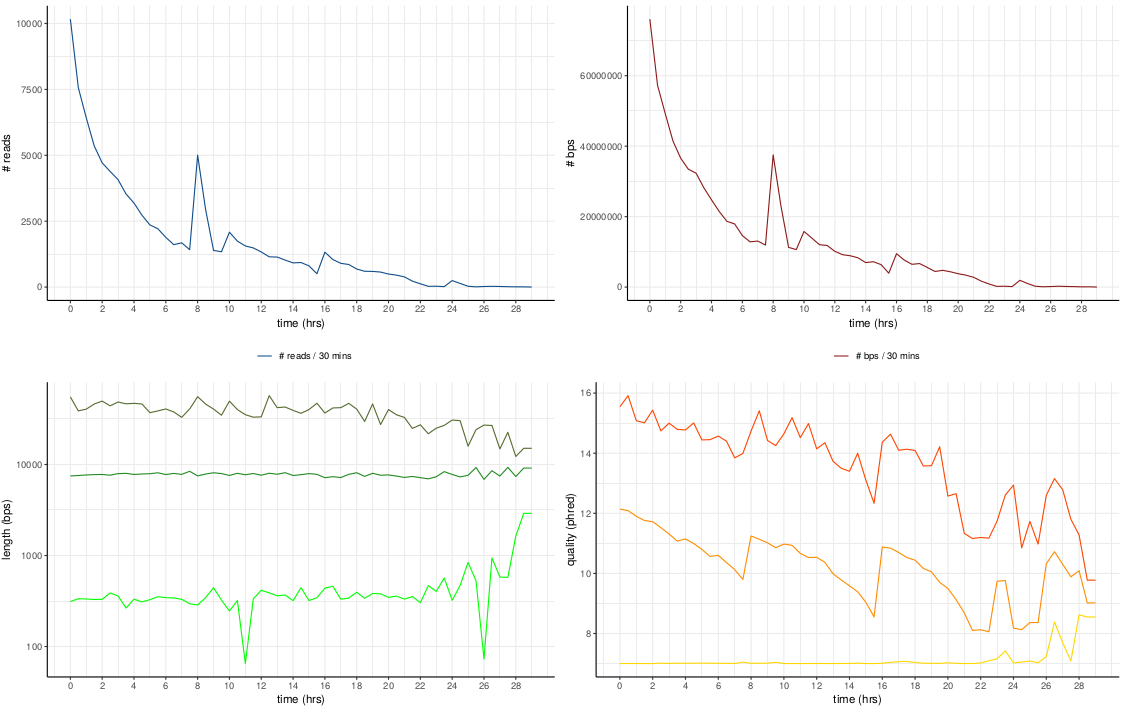 # reads
10000
7500
5000
2500
0
0 2 4 6 8 10 12 14 16 18 20 22 24 26 28
time (hrs)
# reads / 30 mins
# bps
60000000
40000000
20000000
0
0 2 4 6 8 10 12 14 16 18 20 22 24 26 28
time (hrs)
# bps / 30 mins
length (bps)
10000
1000
100
0 2 4 6 8 10 12 14 16 18 20 22 24 26 28
time (hrs)
quality (phred)
16
14
12
10
8
0 2 4 6 8 10 12 14 16 18 20 22 24 26 28
time (hrs)